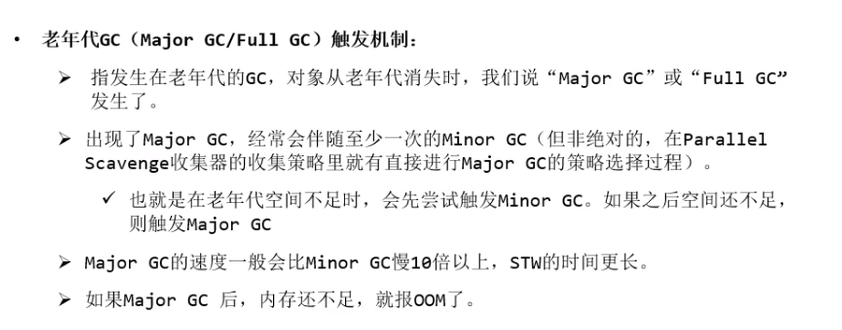 • 老年代GC（Major GC/Full GC）触发机制：
➢ 指发生在老年代的GC，对象从老年代消失时，我们说“Major GC”或“Full GC”
发生了。
➢ 出现了Major GC，经常会伴随至少一次的Minor GC（但非绝对的，在Parallel
Scavenge收集器的收集策略里就有直接进行Major GC的策略选择过程）。
✓ 也就是在老年代空间不足时，会先尝试触发Minor GC。如果之后空间还不足，
则触发Major GC
➢ Major GC的速度一般会比Minor GC慢10倍以上，STW的时间更长。
➢ 如果Major GC 后，内存还不足，就报OOM了。